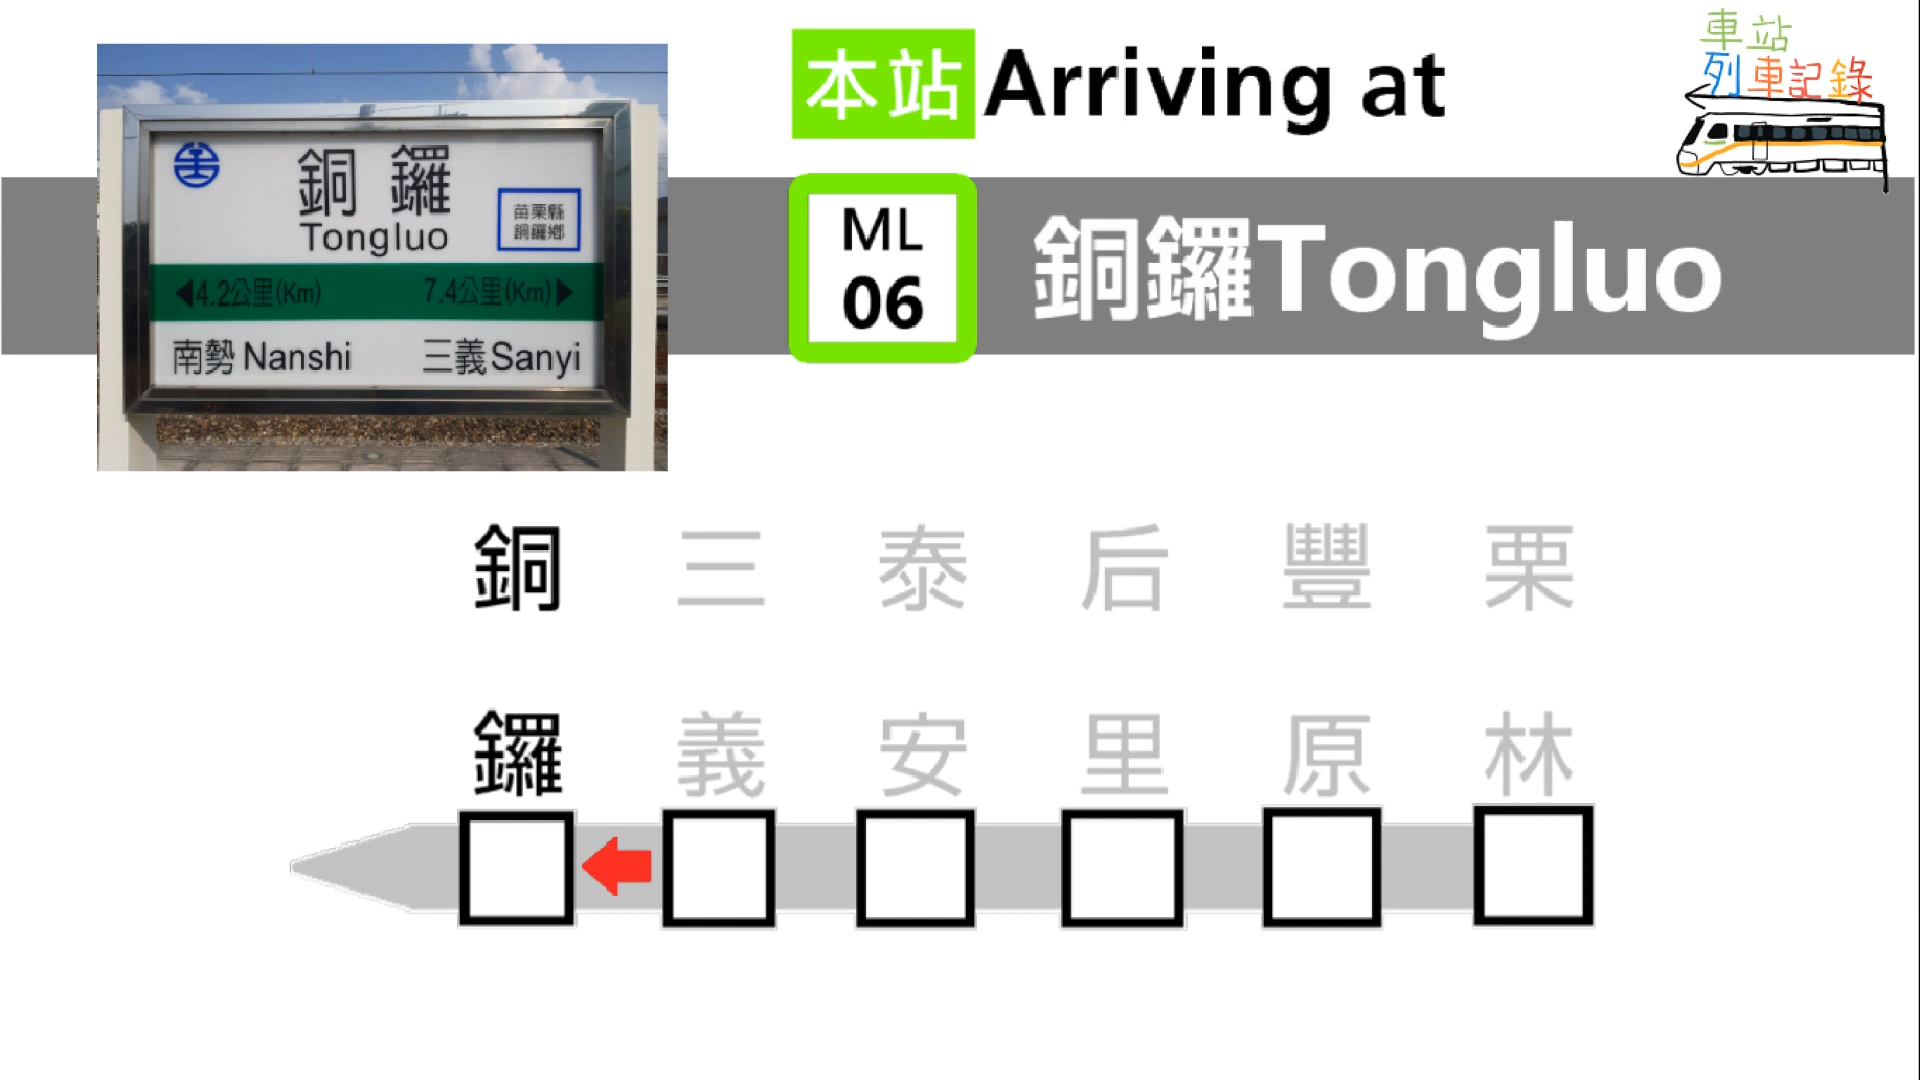 銅鑼
Tongluo
苗栗縣
銅鑼鄉
4.2公里(Km)
7.4公里(Km)
南勢 Nanshi
三義 Sanyi
本站 Arriving at
ML
06
銅鑼Tongluo
車站
列車記錄
銅鑼
三義
泰安
后里
豐原
栗林